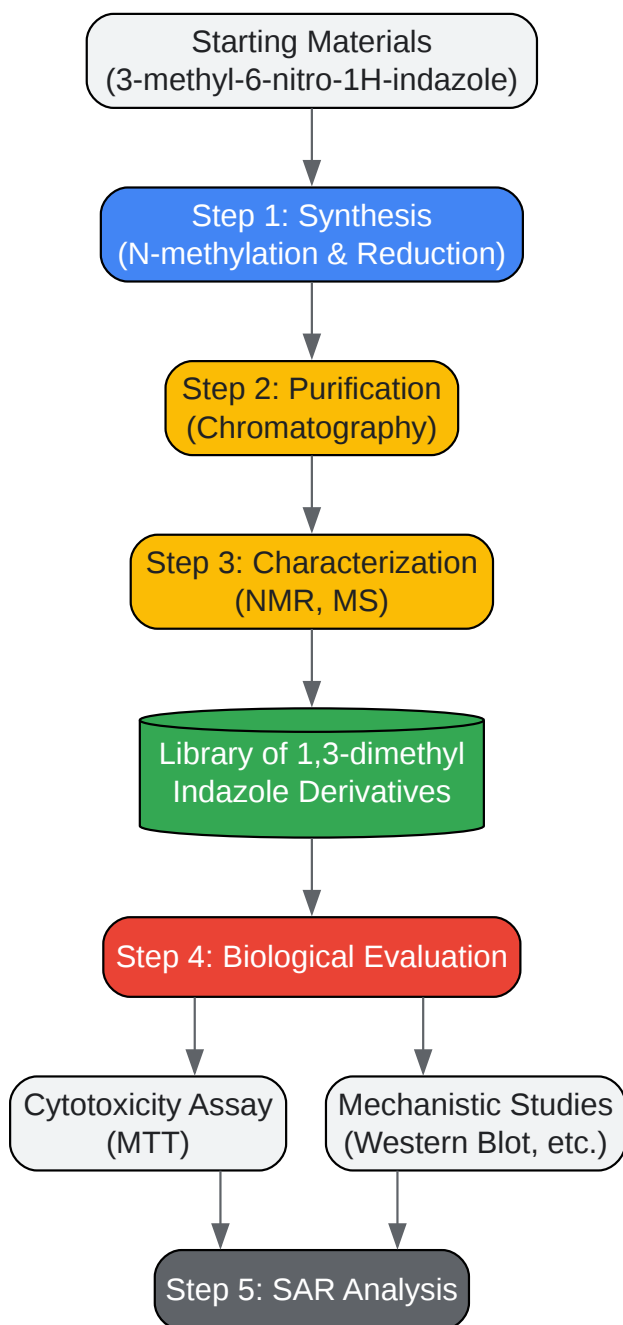 Starting Materials
(3-methyl-6-nitro-1H-indazole)
Step 1: Synthesis
(N-methylation & Reduction)
Step 2: Purification
(Chromatography)
Step 3: Characterization
(NMR, MS)
Library of 1,3-dimethyl
Indazole Derivatives
Step 4: Biological Evaluation
Cytotoxicity Assay
(MTT)
Mechanistic Studies
(Western Blot, etc.)
Step 5: SAR Analysis